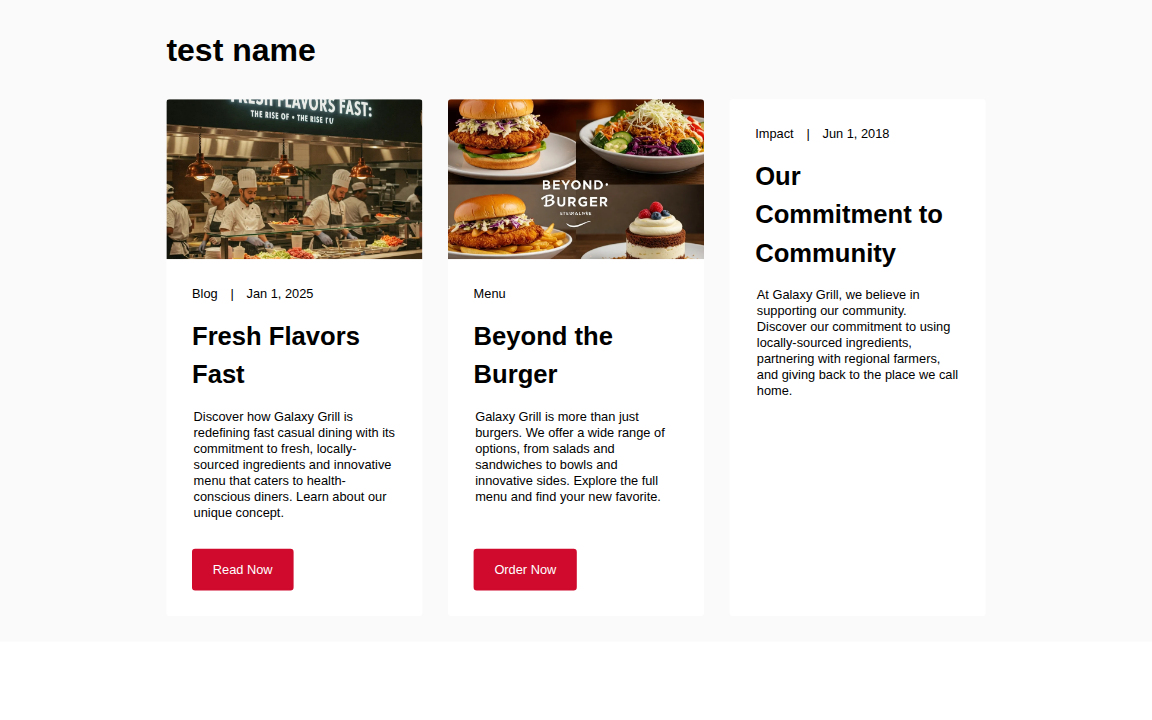 test name
FRESH FLAVORS FAST:
THE RISE OF • THE RISE
BEYOND
BURGER
Blog | Jan 1, 2025
Fresh Flavors
Fast
Discover how Galaxy Grill is
redefining fast casual dining with its
commitment to fresh, locally-
sourced ingredients and innovative
menu that caters to health-
conscious diners. Learn about our
unique concept.
Read Now
Menu
Beyond the
Burger
Galaxy Grill is more than just
burgers. We offer a wide range of
options, from salads and
sandwiches to bowls and
innovative sides. Explore the full
menu and find your new favorite.
Order Now
Impact | Jun 1, 2018
Our
Commitment to
Community
At Galaxy Grill, we believe in
supporting our community.
Discover our commitment to using
locally-sourced ingredients,
partnering with regional farmers,
and giving back to the place we call
home.